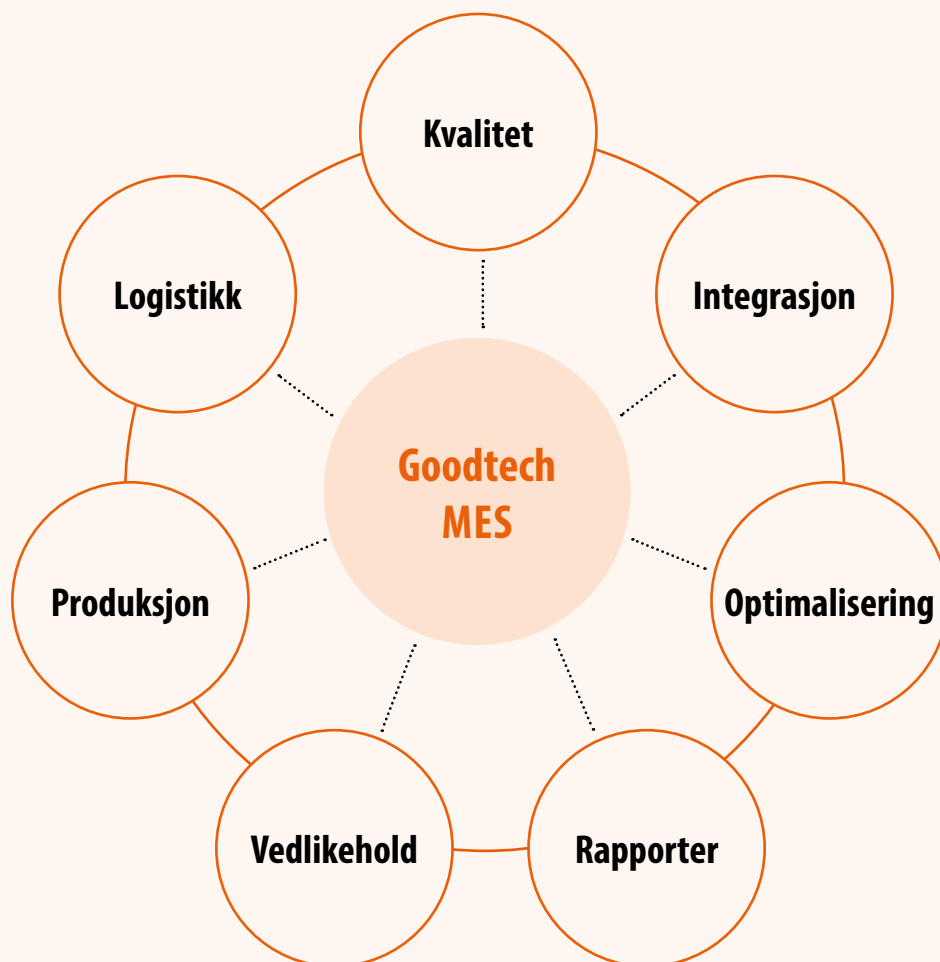 Kvalitet
Logistikk
Integrasjon
Goodtech
MES
Produksjon
Optimalisering
Vedlikehold
Rapporter